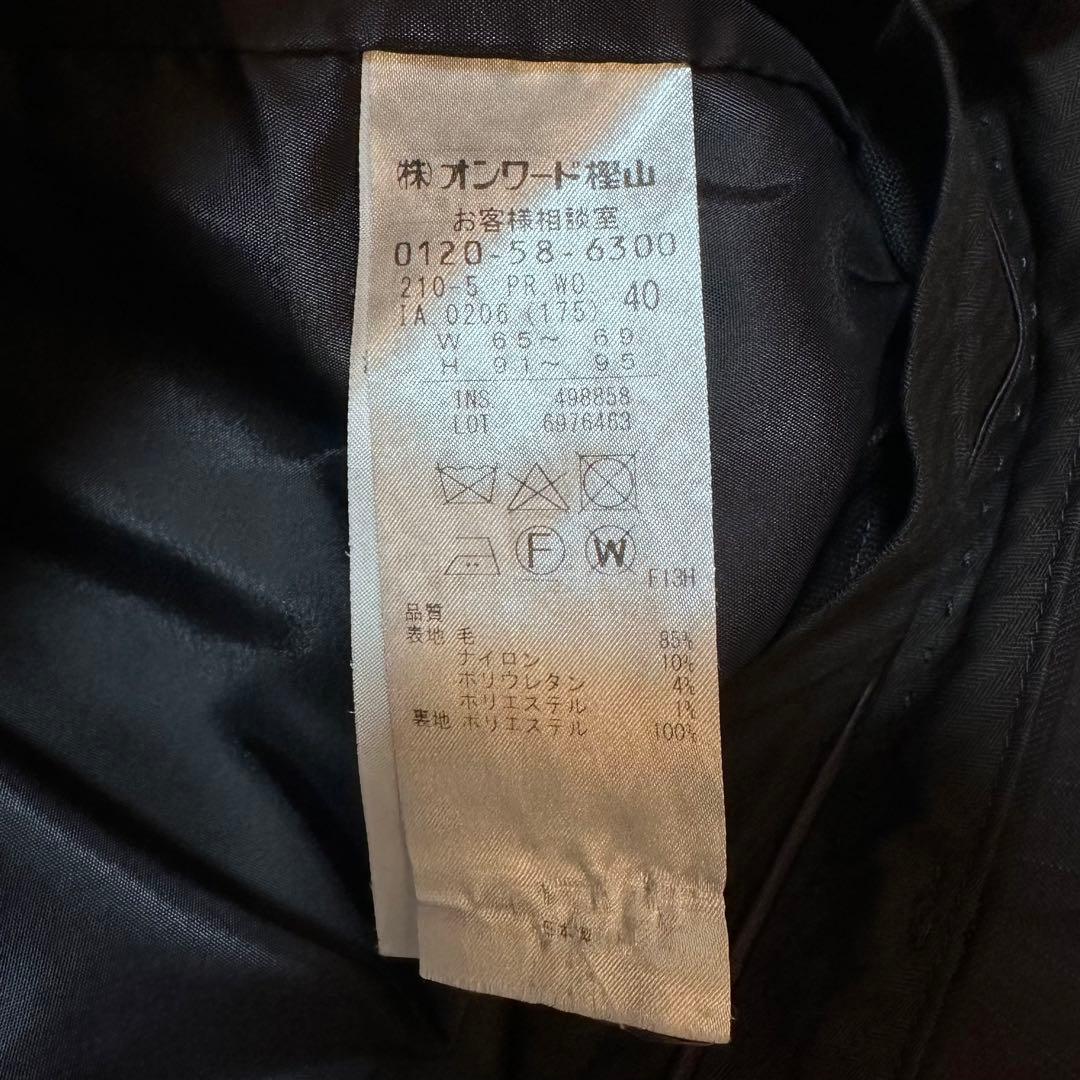 ㈱オンワード樫山
お客様相談室
0120-58-6300
210-5 PR WO 40
IA 0206 (175)
W 65～ 69
H 91～ 95
INS 498858
LOT 6976463
F W
F13H
品質
表地 毛 85%
ナイロン 10%
ポリウレタン 4%
ポリエステル 1%
裏地 ポリエステル 100%
日本製